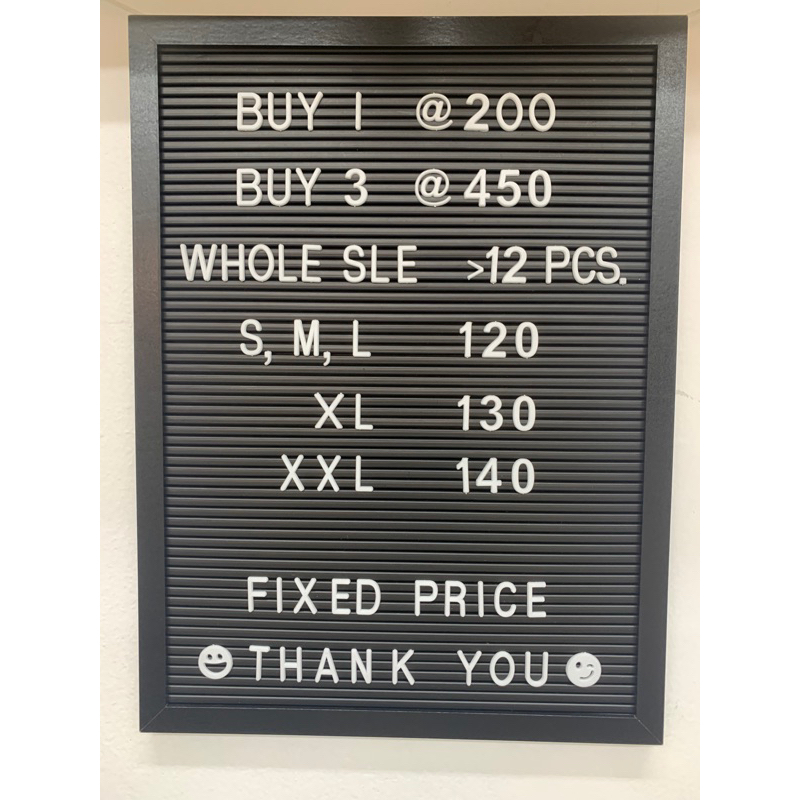 BUY 1 @ 200
BUY 3 @ 450
WHOLE SLE >12 PCS.
S, M, L 120
XL 130
XXL 140
FIXED PRICE
THANK YOU